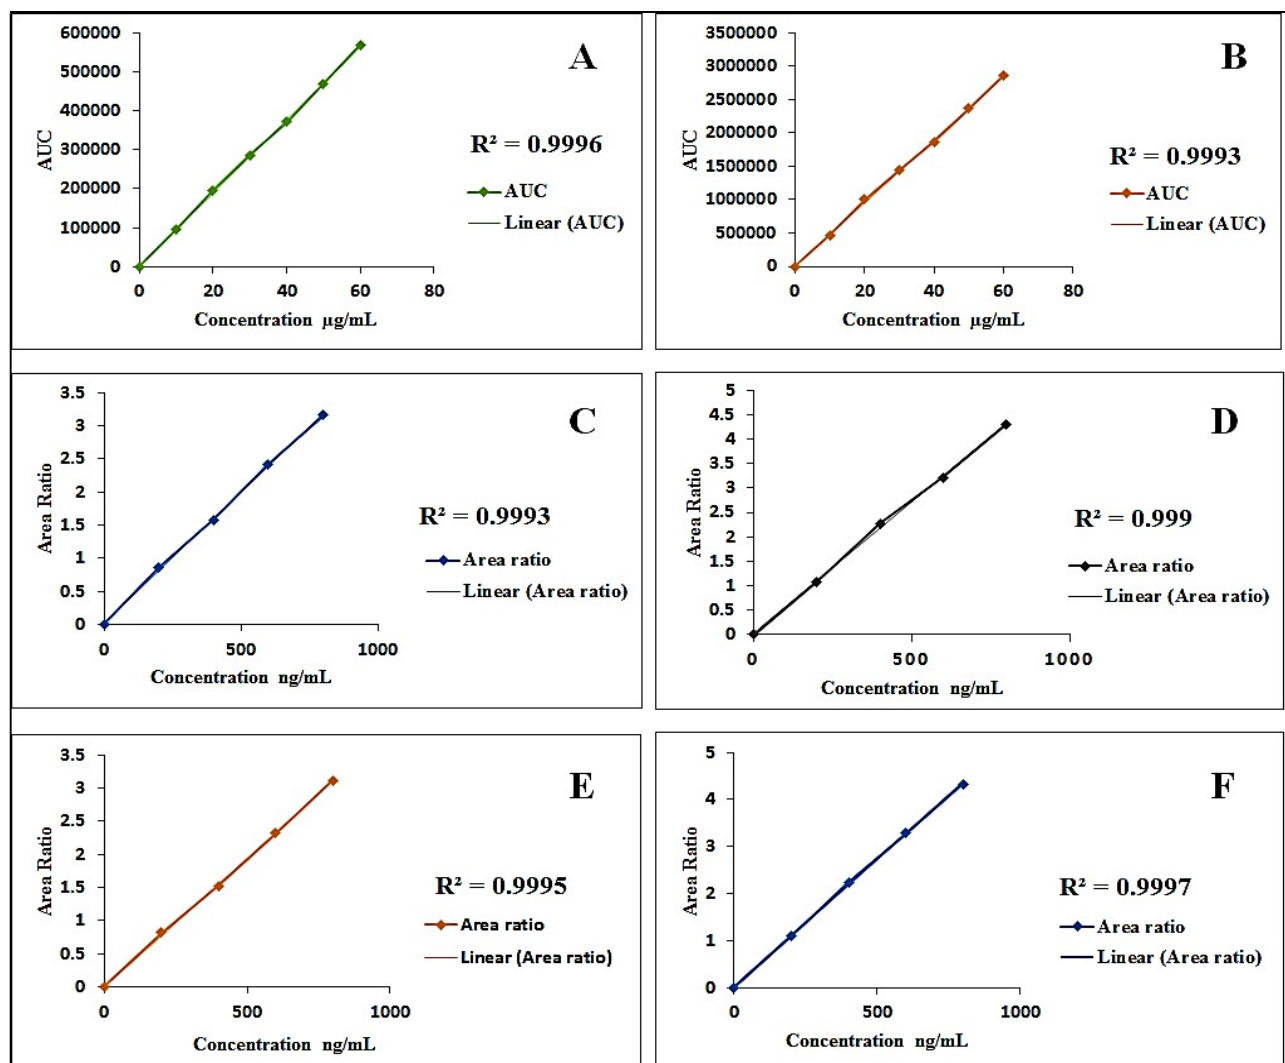 A
600000
500000
400000
300000
200000
100000
0
AUC
R² = 0.9996
AUC
Linear (AUC)
0 20 40 60 80
Concentration µg/mL
B
3500000
3000000
2500000
2000000
1500000
1000000
500000
0
AUC
R² = 0.9993
AUC
Linear (AUC)
0 20 40 60 80
Concentration µg/mL
C
3.5
3
2.5
2
1.5
1
0.5
0
Area Ratio
R² = 0.9993
Area ratio
Linear (Area ratio)
0 500 1000
Concentration ng/mL
D
5
4.5
4
3.5
3
2.5
2
1.5
1
0.5
0
Area Ratio
R² = 0.999
Area ratio
Linear (Area ratio)
0 500 1000
Concentration ng/mL
E
3.5
3
2.5
2
1.5
1
0.5
0
Area Ratio
R² = 0.9995
Area ratio
Linear (Area ratio)
0 500 1000
Concentration ng/mL
F
5
4
3
2
1
0
Area Ratio
R² = 0.9997
Area ratio
Linear (Area ratio)
0 500 1000
Concentration ng/mL